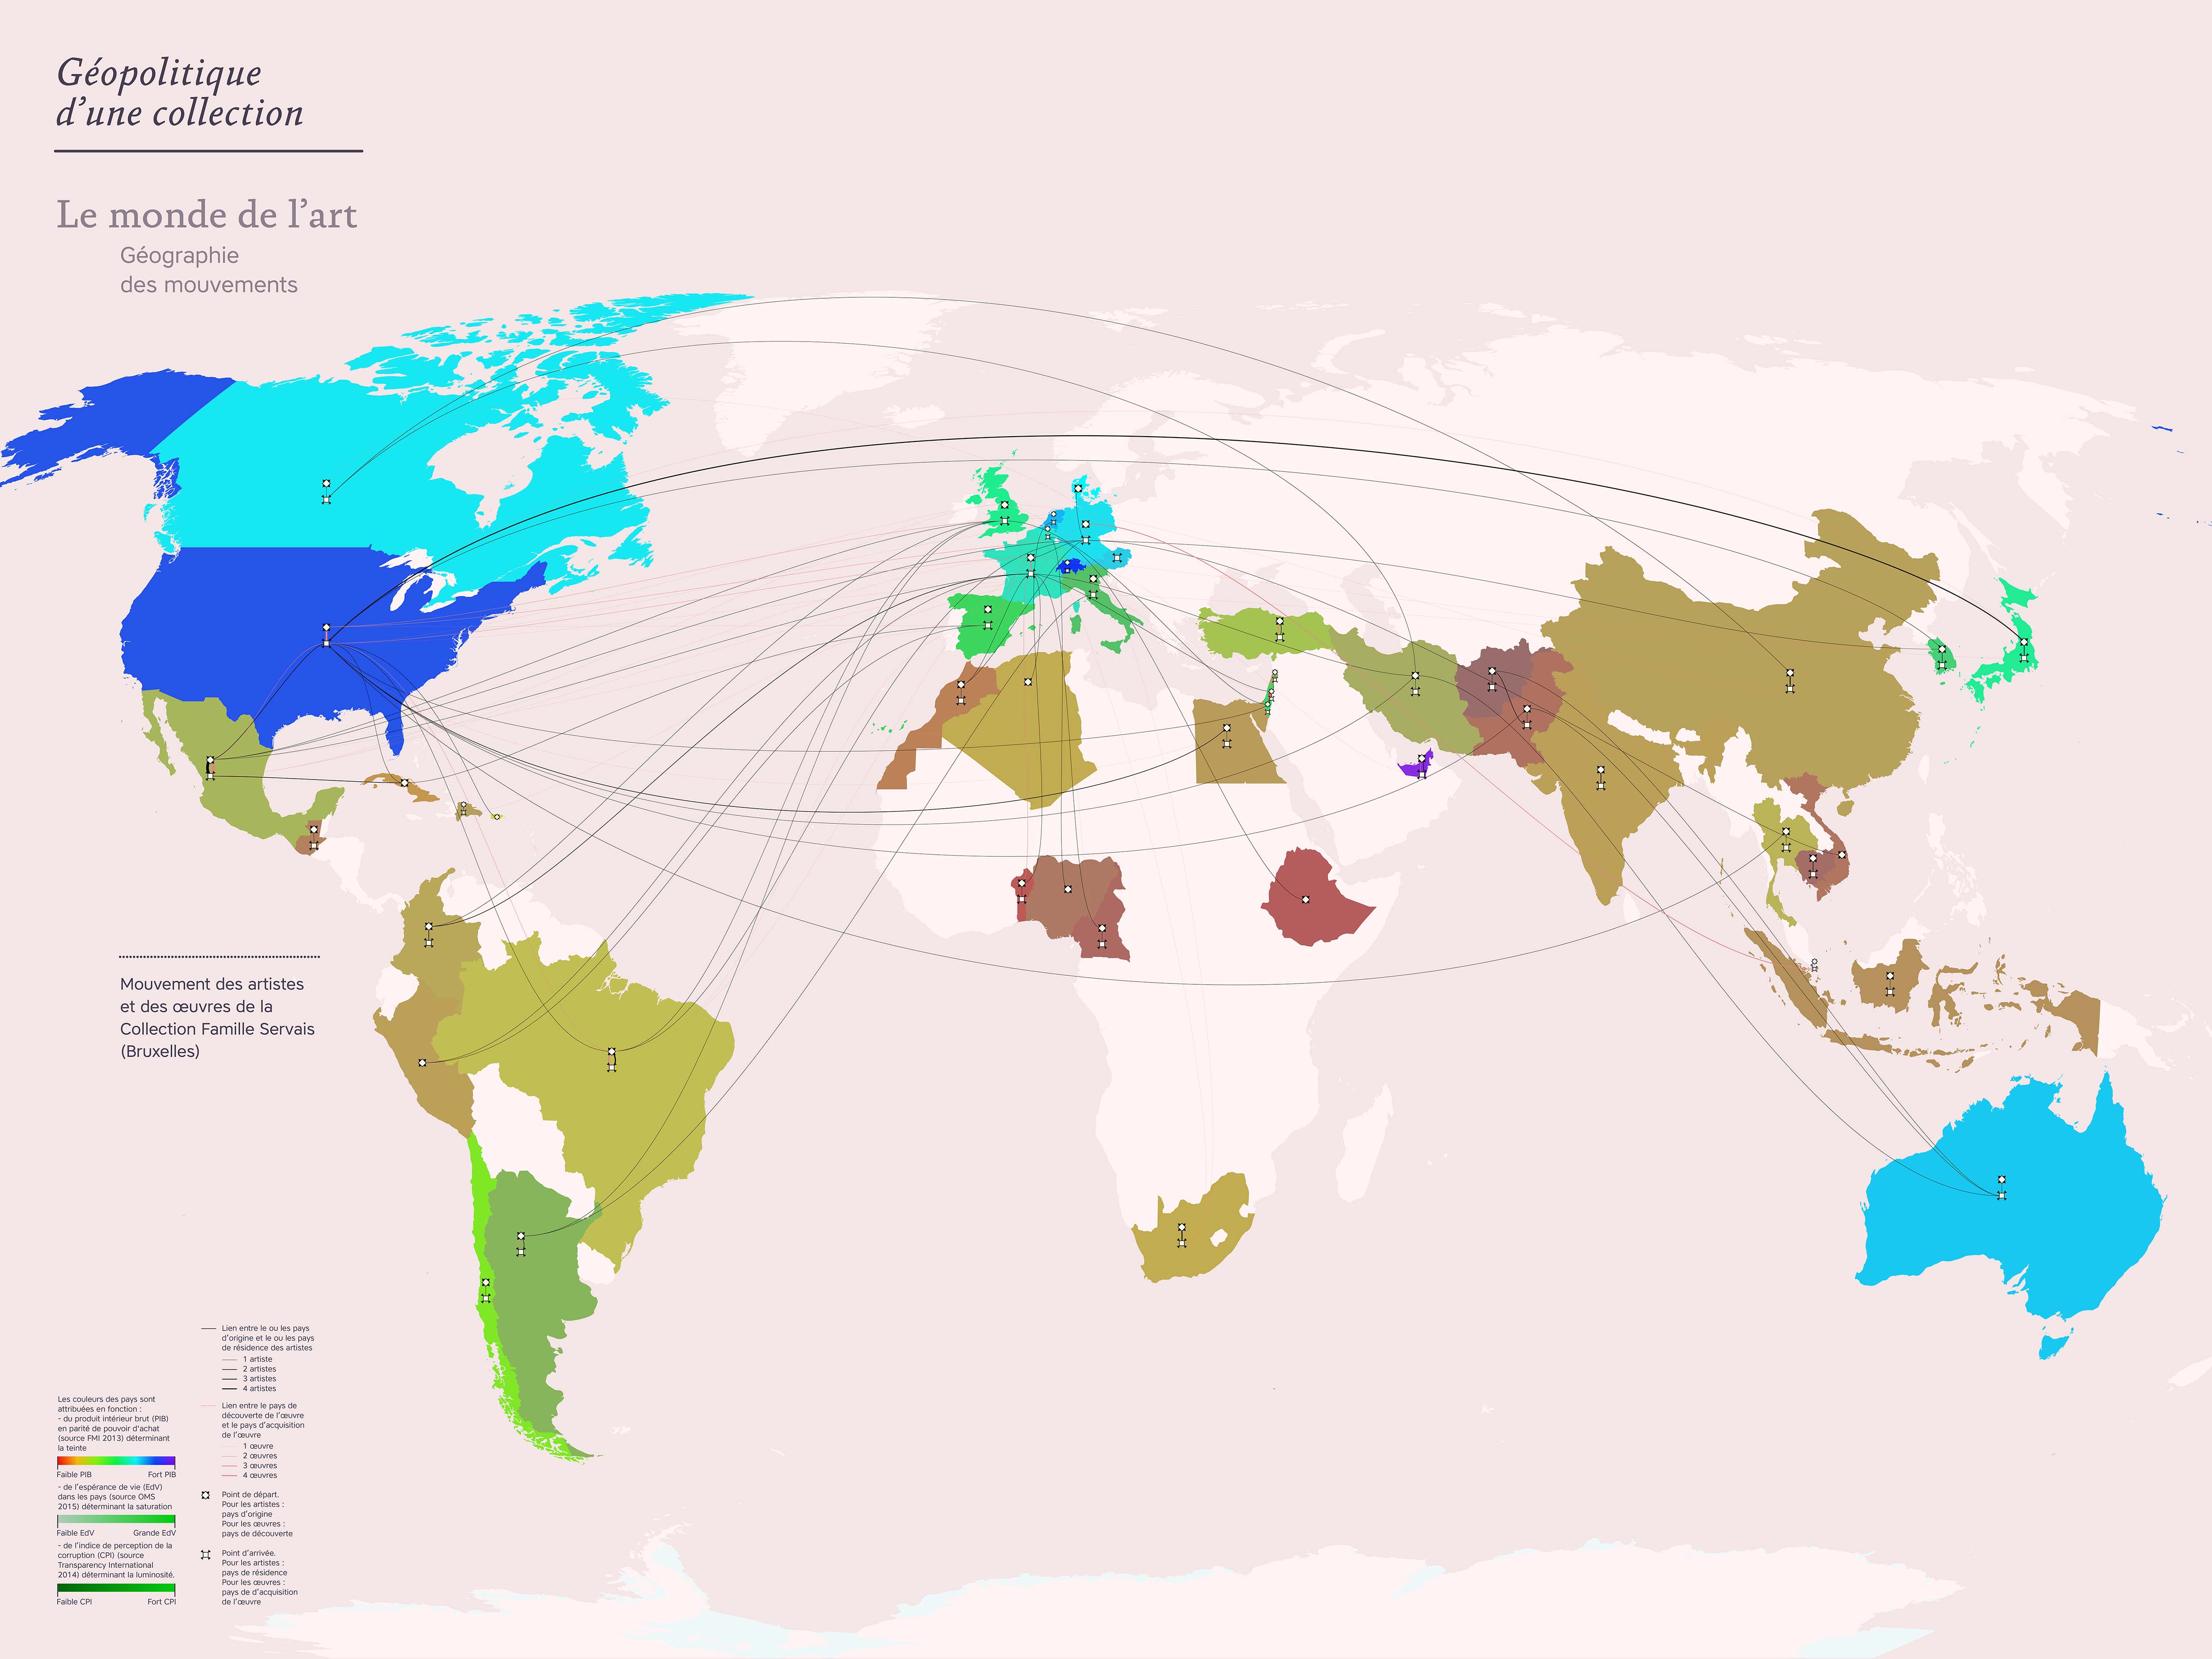 Géopolitique
d’une collection
Le monde de l’art
Géographie
des mouvements
Mouvement des artistes
et des œuvres de la
Collection Famille Servais
(Bruxelles)
Les couleurs des pays sont
attribuées en fonction :
- du produit intérieur brut (PIB)
en parité de pouvoir d'achat
(source FMI 2013) déterminant
la teinte
Faible PIB Fort PIB
- de l’espérance de vie (EdV)
dans les pays (source OMS
2015) déterminant la saturation
Faible EdV Grande EdV
- de l’indice de perception de la
corruption (CPI) (source
Transparency International
2014) déterminant la luminosité.
Faible CPI Fort CPI
Lien entre le ou les pays
d’origine et le ou les pays
de résidence des artistes
1 artiste
2 artistes
3 artistes
4 artistes
Lien entre le pays de
découverte de l’œuvre
et le pays d’acquisition
de l’œuvre
1 œuvre
2 œuvres
3 œuvres
4 œuvres
Point de départ.
Pour les artistes :
pays d’origine
Pour les œuvres :
pays de découverte
Point d’arrivée.
Pour les artistes :
pays de résidence
Pour les œuvres :
pays de d’acquisition
de l’œuvre